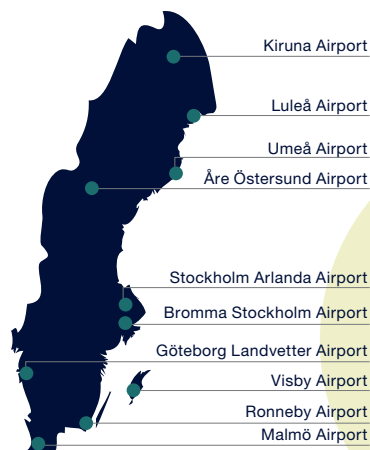 Kiruna Airport
Luleå Airport
Umeå Airport
Åre Östersund Airport
Stockholm Arlanda Airport
Bromma Stockholm Airport
Göteborg Landvetter Airport
Visby Airport
Ronneby Airport
Malmö Airport